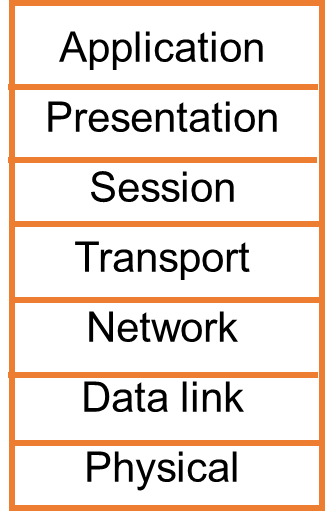 Application
Presentation
Session
Transport
Network
Data link
Physical